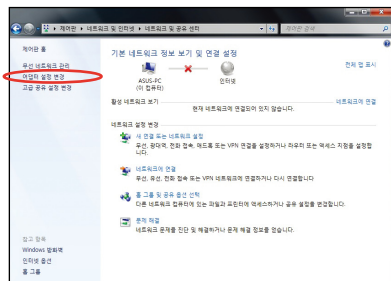 제어판 ▸ 네트워크 및 인터넷 ▸ 네트워크 및 공유 센터
제어판 검색
제어판 홈
무선 네트워크 관리
어댑터 설정 변경
고급 공유 설정 변경
기본 네트워크 정보 보기 및 연결 설정
전체 맵 표시
ASUS-PC
(이 컴퓨터)
인터넷
활성 네트워크 보기
네트워크에 연결
현재 네트워크에 연결되어 있지 않습니다.
네트워크 설정 변경
새 연결 또는 네트워크 설정
무선, 광대역, 전화 접속, 애드혹 또는 VPN 연결을 설정하거나 라우터 또는 액세스 지점을 설정합니다.
네트워크에 연결
무선, 유선, 전화 접속 또는 VPN 네트워크에 연결하거나 다시 연결합니다
홈 그룹 및 공유 옵션 선택
다른 네트워크 컴퓨터에 있는 파일과 프린터에 액세스하거나 공유 설정을 변경합니다.
문제 해결
네트워크 문제를 진단 및 해결하거나 문제 해결 정보를 얻습니다.
참고 항목
Windows 방화벽
인터넷 옵션
홈 그룹